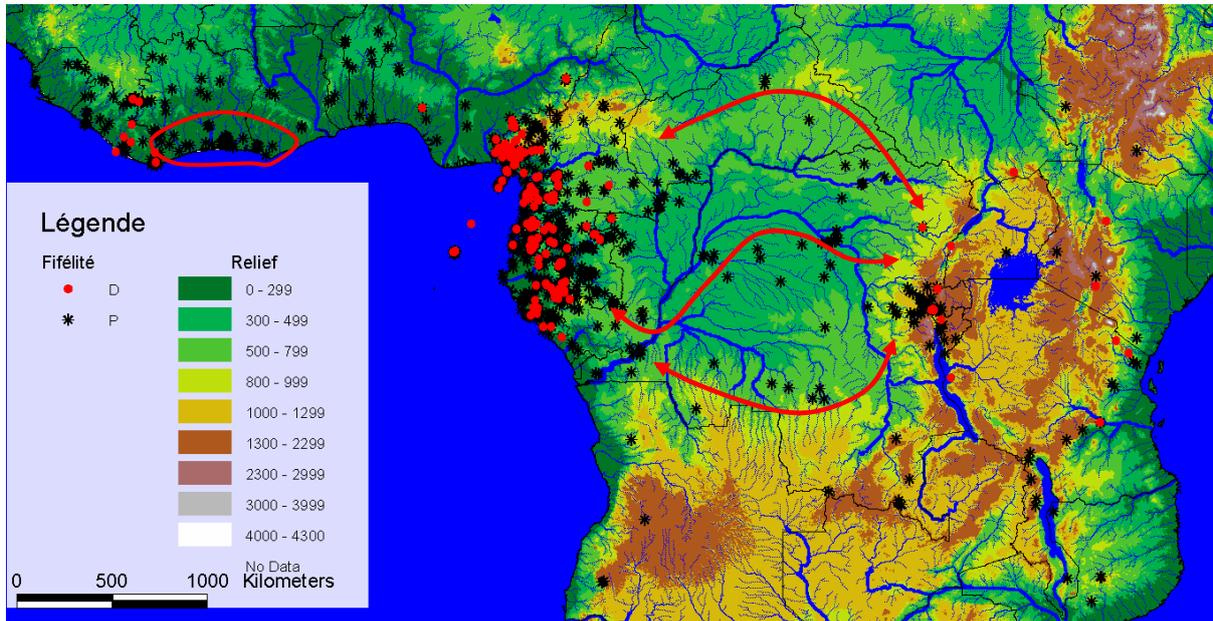 Légende
Fifélité Relief
D 0 - 299
P 300 - 499
500 - 799
800 - 999
1000 - 1299
1300 - 2299
2300 - 2999
3000 - 3999
4000 - 4300
No Data
0 500 1000 Kilometers